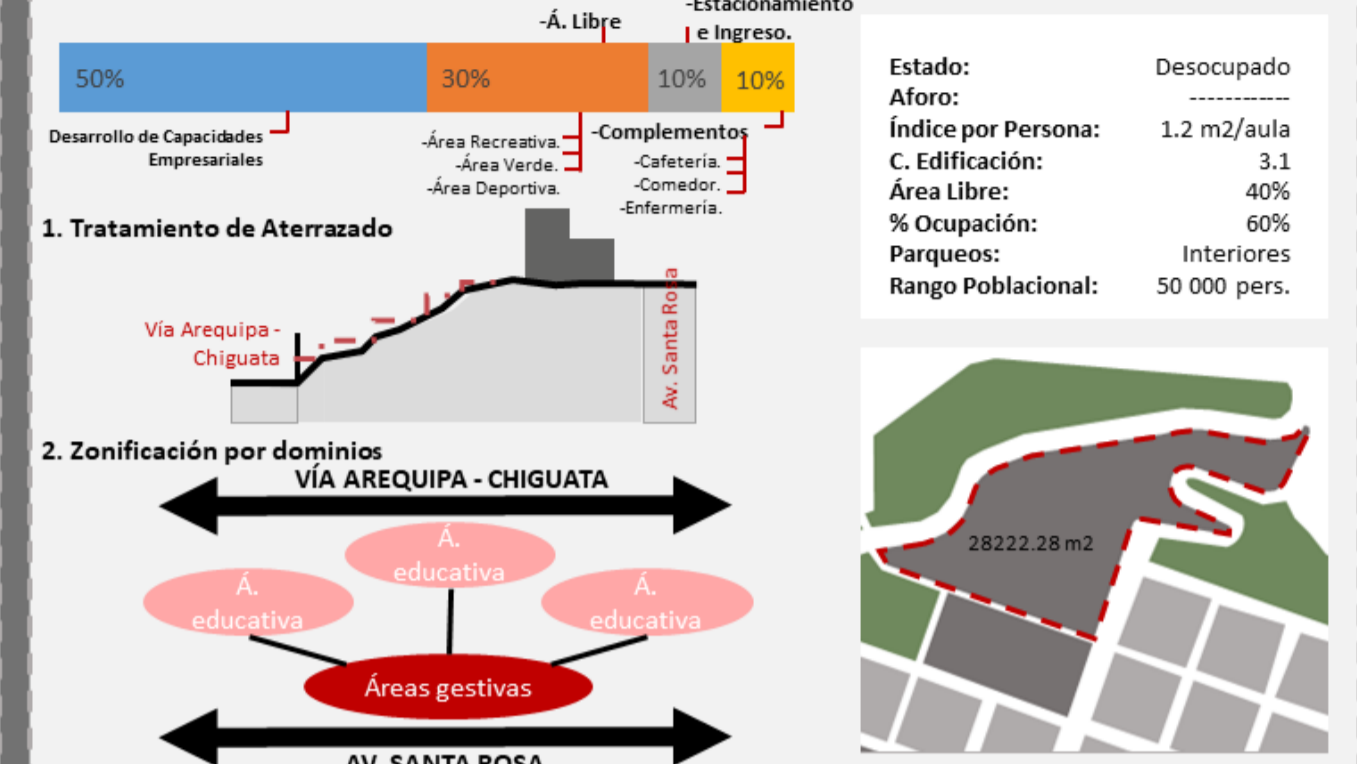 -Estacionamiento
-Á. Libre
e Ingreso.
50%
30%
10%
10%
Desarrollo de Capacidades
Empresariales
-Área Recreativa.
-Área Verde.
-Área Deportiva.
-Complementos
-Cafetería.
-Comedor.
-Enfermería.
1. Tratamiento de Aterrazado
Vía Arequipa -
Chiguata
Av. Santa Rosa
2. Zonificación por dominios
VÍA AREQUIPA - CHIGUATA
Á.
educativa
Á.
educativa
Á.
educativa
Áreas gestivas
AV. SANTA ROSA
Estado: Desocupado
Aforo: ------------
Índice por Persona: 1.2 m2/aula
C. Edificación: 3.1
Área Libre: 40%
% Ocupación: 60%
Parqueos: Interiores
Rango Poblacional: 50 000 pers.
28222.28 m2